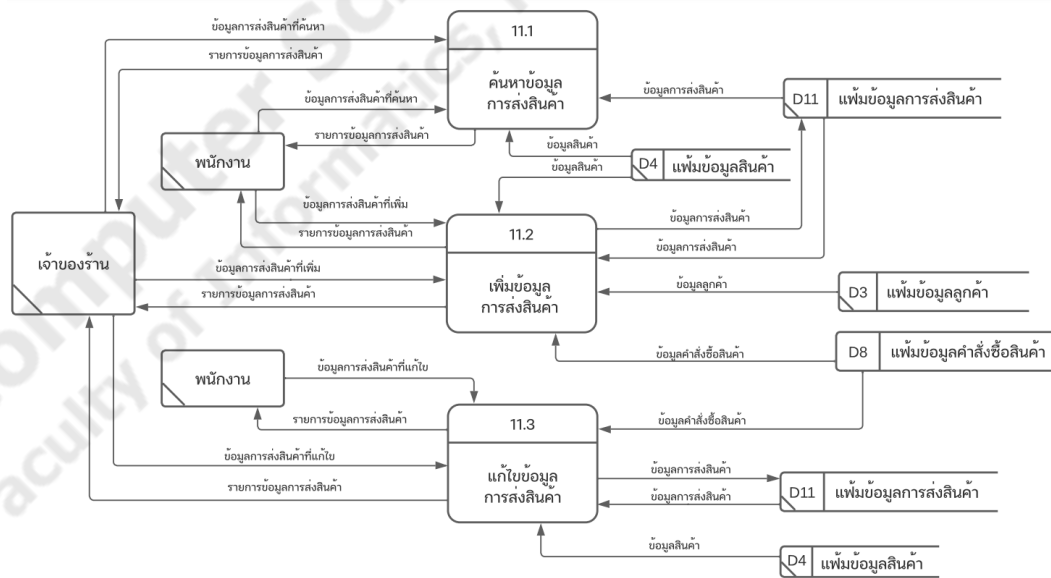 ข้อมูลการส่งสินค้าที่ค้นหา
รายการข้อมูลการส่งสินค้า
11.1
ค้นหาข้อมูล
การส่งสินค้า
ข้อมูลการส่งสินค้าที่ค้นหา
รายการข้อมูลการส่งสินค้า
พนักงาน
ข้อมูลการส่งสินค้า
D11 แฟ้มข้อมูลการส่งสินค้า
ข้อมูลสินค้า
ข้อมูลสินค้า
D4 แฟ้มข้อมูลสินค้า
ข้อมูลการส่งสินค้าที่เพิ่ม
รายการข้อมูลการส่งสินค้า
11.2
เพิ่มข้อมูล
การส่งสินค้า
ข้อมูลการส่งสินค้า
ข้อมูลการส่งสินค้า
เจ้าของร้าน
ข้อมูลการส่งสินค้าที่เพิ่ม
รายการข้อมูลการส่งสินค้า
ข้อมูลลูกค้า
D3 แฟ้มข้อมูลลูกค้า
ข้อมูลคำสั่งซื้อสินค้า
D8 แฟ้มข้อมูลคำสั่งซื้อสินค้า
พนักงาน
ข้อมูลการส่งสินค้าที่แก้ไข
รายการข้อมูลการส่งสินค้า
11.3
แก้ไขข้อมูล
การส่งสินค้า
ข้อมูลคำสั่งซื้อสินค้า
ข้อมูลการส่งสินค้าที่แก้ไข
รายการข้อมูลการส่งสินค้า
ข้อมูลการส่งสินค้า
ข้อมูลการส่งสินค้า
D11 แฟ้มข้อมูลการส่งสินค้า
ข้อมูลสินค้า
D4 แฟ้มข้อมูลสินค้า
omputer Sc
aculty of Informatics,